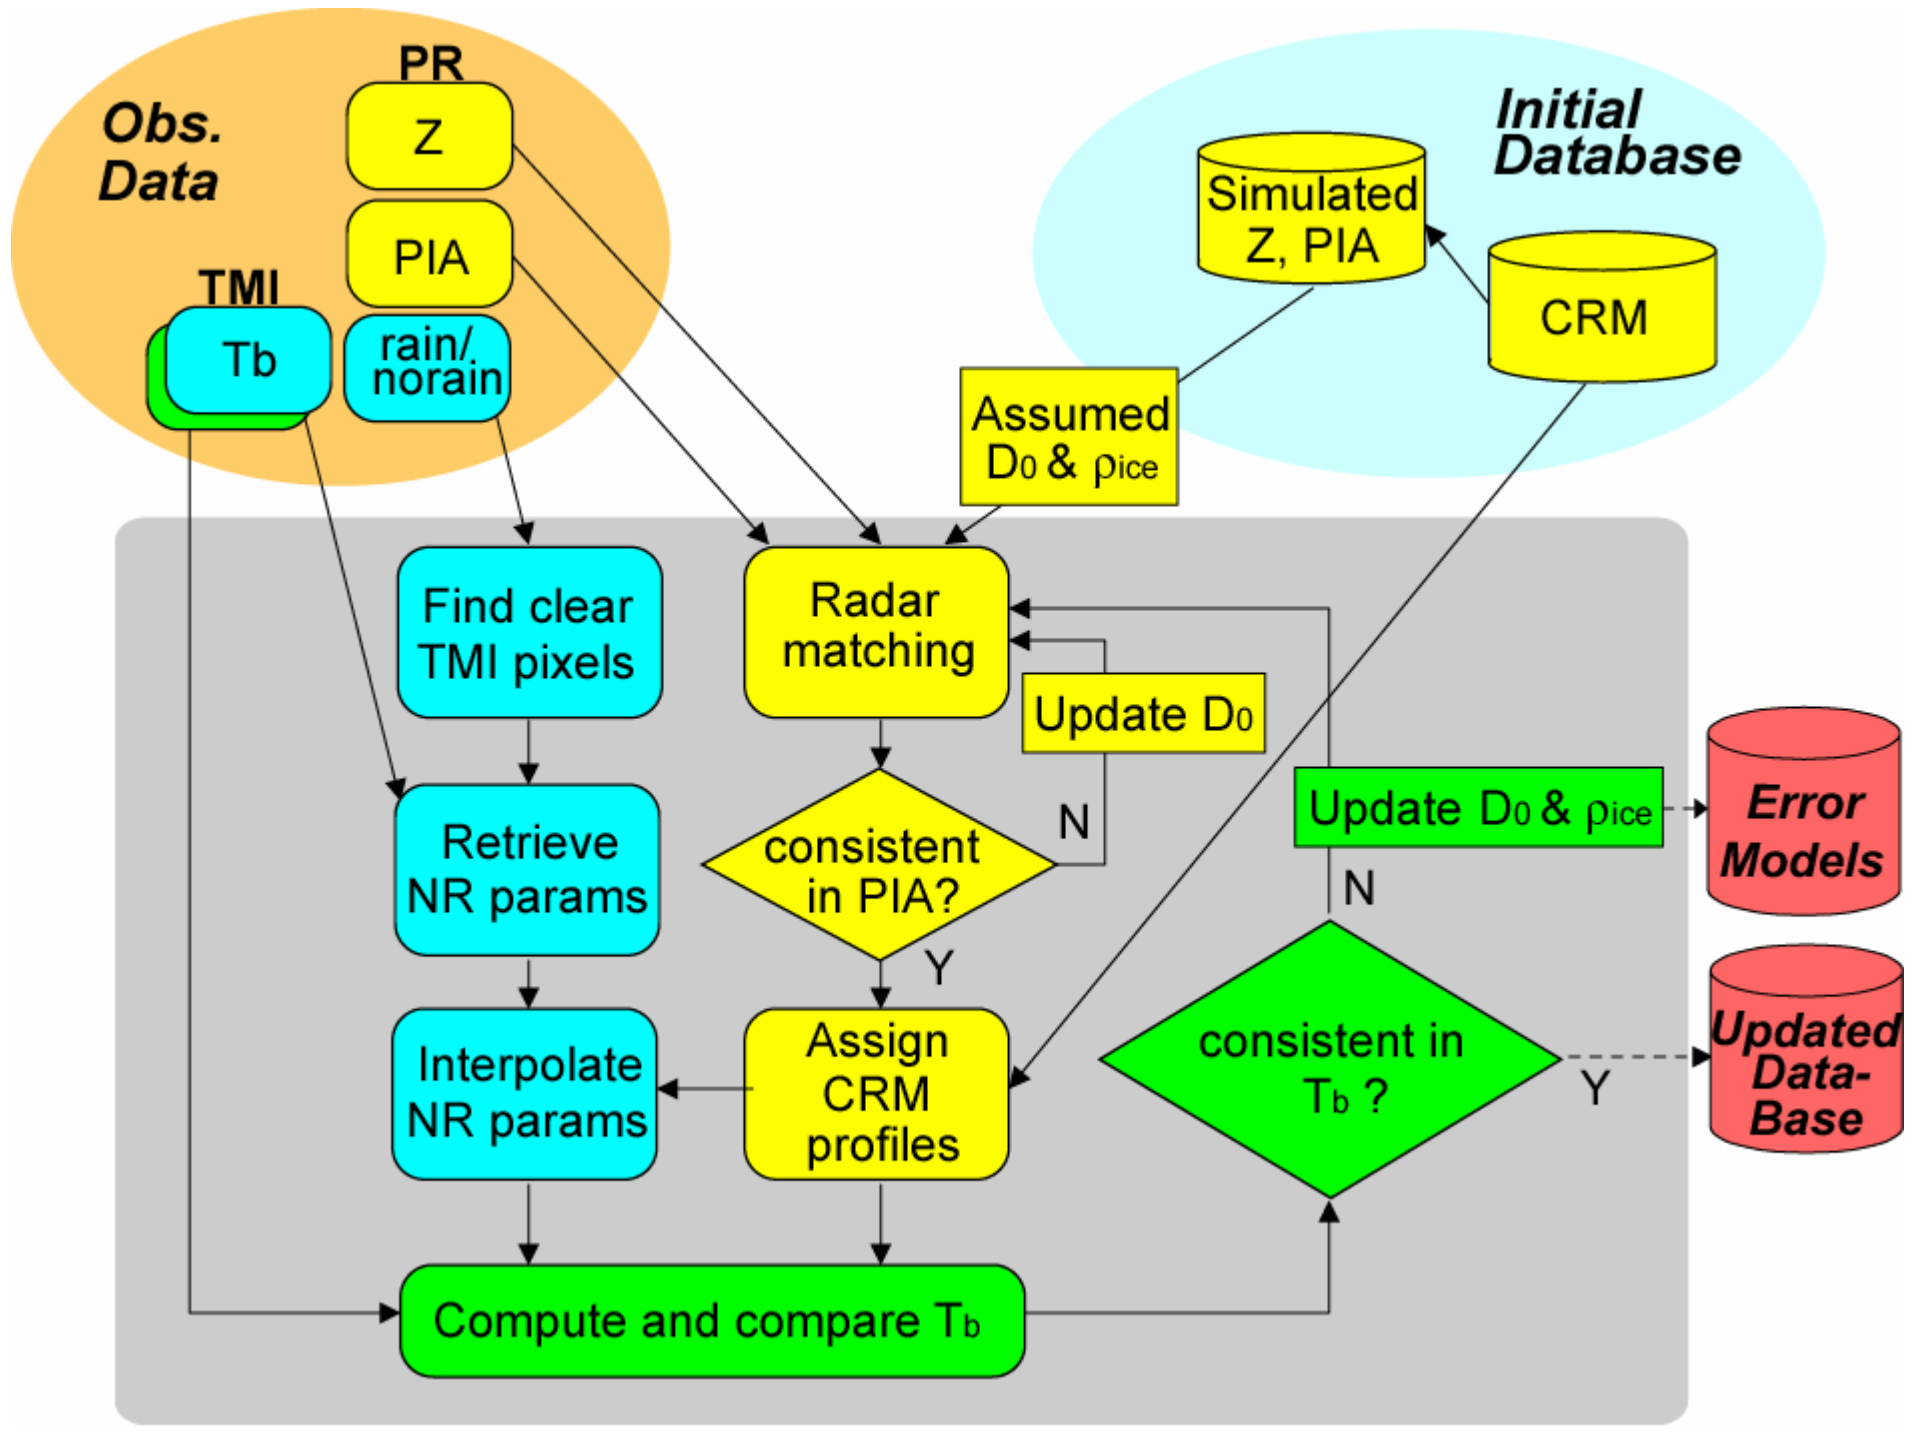 Obs.
Data
PR
Z
PIA
TMI
Tb
rain/
norain
Initial
Database
Simulated
Z, PIA
CRM
Assumed
D0 & ρice
Find clear
TMI pixels
Radar
matching
Update D0
Retrieve
NR params
consistent
in PIA?
N
Y
Update D0 & ρice
N
Error
Models
Interpolate
NR params
Assign
CRM
profiles
consistent in
Tb ?
Y
Updated
Data-
Base
Compute and compare Tb